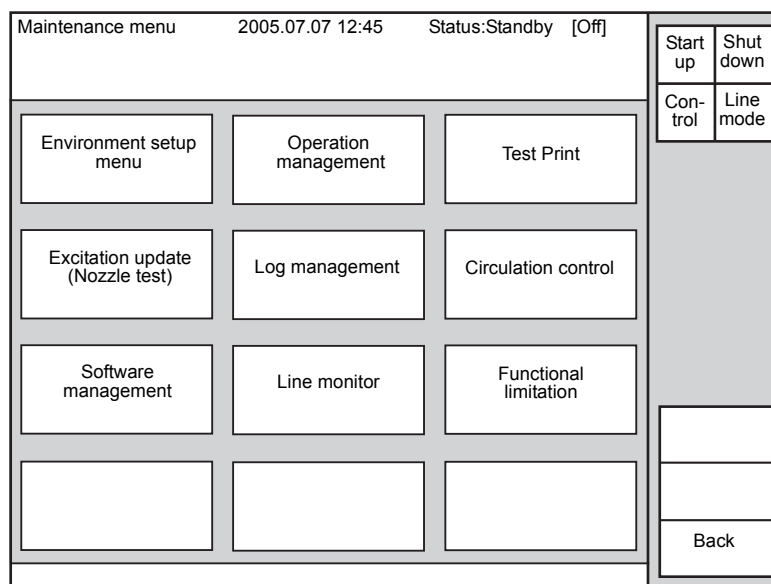 Maintenance menu 2005.07.07 12:45 Status:Standby [Off]
Start
up
Shut
down
Con-
trol
Line
mode
Environment setup
menu
Operation
management
Test Print
Excitation update
(Nozzle test)
Log management
Circulation control
Software
management
Line monitor
Functional
limitation
Back